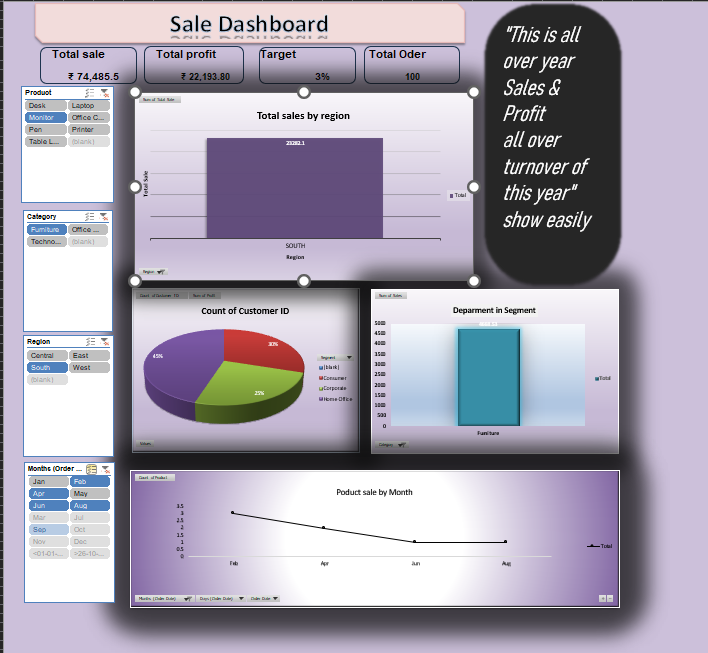 Sale Dashboard
Total sale
₹ 74,485.5
Total profit
₹ 22,193.80
Target
3%
Total Oder
100
"This is all
over year
Sales &
Profit
all over
turnover of
this year"
show easily
Product
Desk Laptop
Monitor Office C...
Pen Printer
Table L... (blank)
Category
Furniture Office ...
Techno... (blank)
Region
Central East
South West
(blank)
Months (Order ...
Jan Feb
Apr May
Jun Aug
Mar Jul
Sep Oct
Nov Dec
<01-01-... >26-10-...
Sum of Total Sale
Total sales by region
23282.1
Total Sale
Total
SOUTH
Region
Region
Count of Customer ID Sum of Profit
Count of Customer ID
30%
45%
25%
Segment
(blank)
Consumer
Corporate
Home Office
Values
Sum of Sales
Deparment in Segment
5000
4500
4000
3500
3000
2500
2000
1500
1000
500
0
Total
Furniture
Category
Count of Product
Poduct sale by Month
3.5
3
2.5
2
1.5
1
0.5
0
Feb Apr Jun Aug
Total
Months (Order Date) Days (Order Date) Order Date